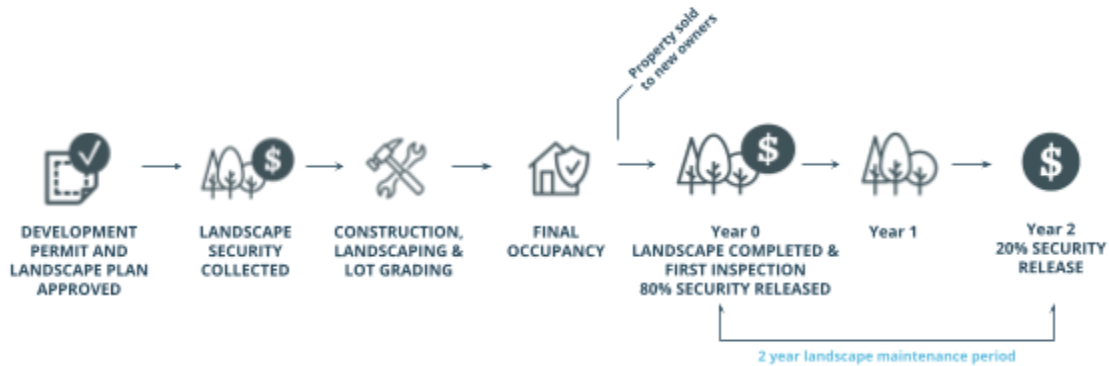 Property sold
to new owners
DEVELOPMENT
PERMIT AND
LANDSCAPE PLAN
APPROVED
LANDSCAPE
SECURITY
COLLECTED
CONSTRUCTION,
LANDSCAPING &
LOT GRADING
FINAL
OCCUPANCY
Year 0
LANDSCAPE COMPLETED &
FIRST INSPECTION
80% SECURITY RELEASED
Year 1
Year 2
20% SECURITY
RELEASE
$
$
$
2 year landscape maintenance period